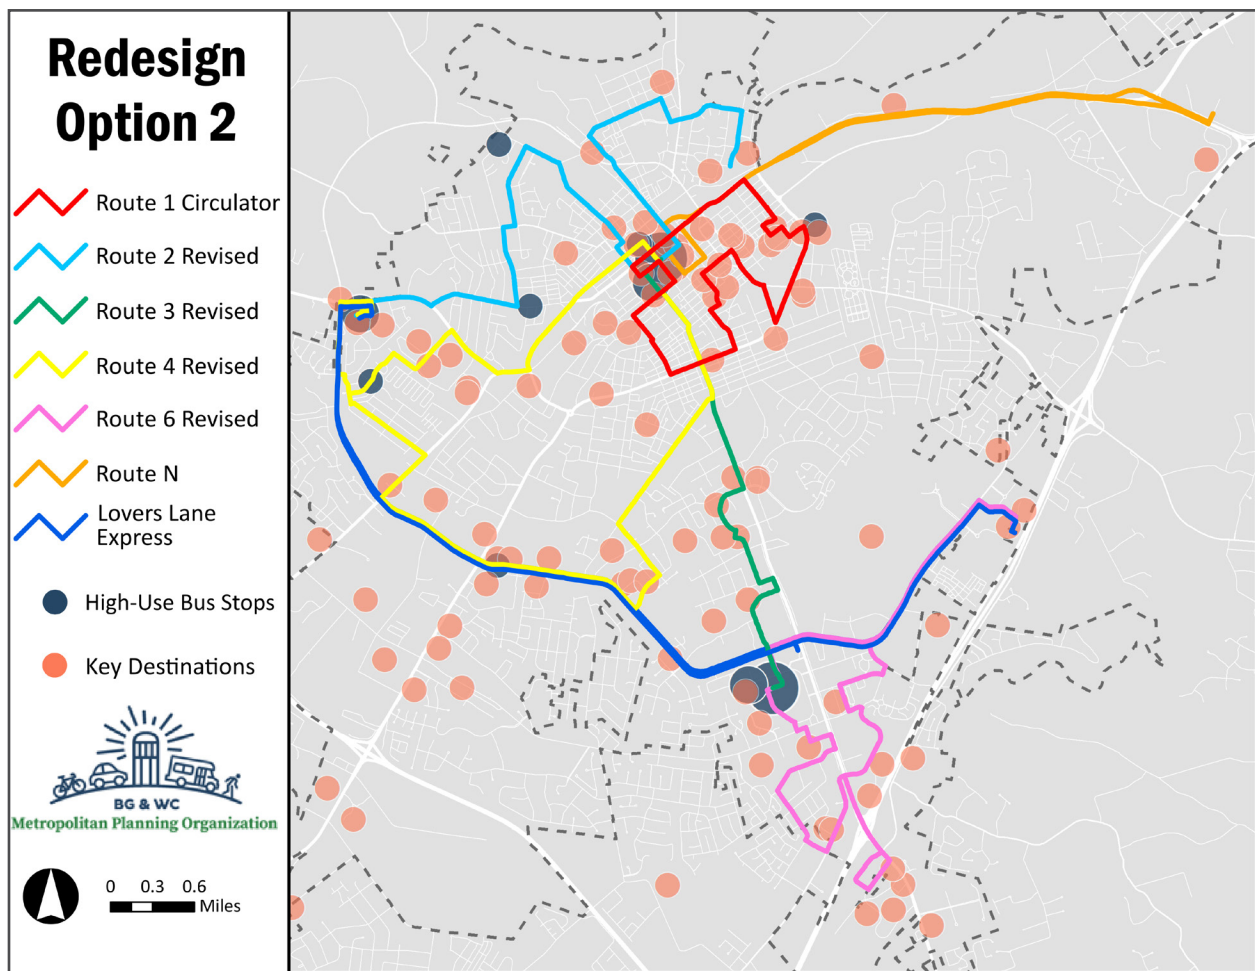 Redesign
Option 2
Route 1 Circulator
Route 2 Revised
Route 3 Revised
Route 4 Revised
Route 6 Revised
Route N
Lovers Lane
Express
High-Use Bus Stops
Key Destinations
BG & WC
Metropolitan Planning Organization
0 0.3 0.6
Miles